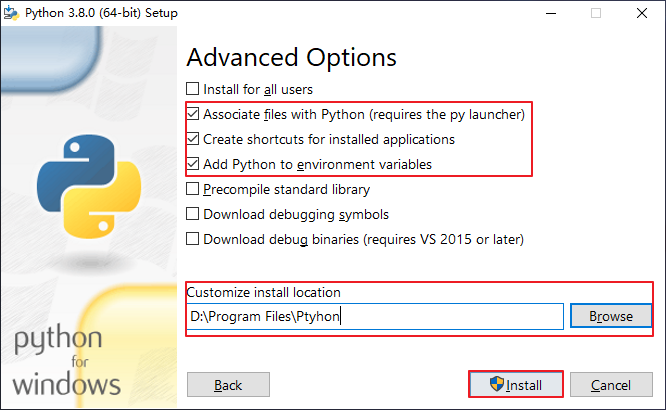 Python 3.8.0 (64-bit) Setup
Advanced Options
Install for all users
Associate files with Python (requires the py launcher)
Create shortcuts for installed applications
Add Python to environment variables
Precompile standard library
Download debugging symbols
Download debug binaries (requires VS 2015 or later)
Customize install location
D:\Program Files\Ptyhon
Browse
python
for
windows
Back
Install
Cancel